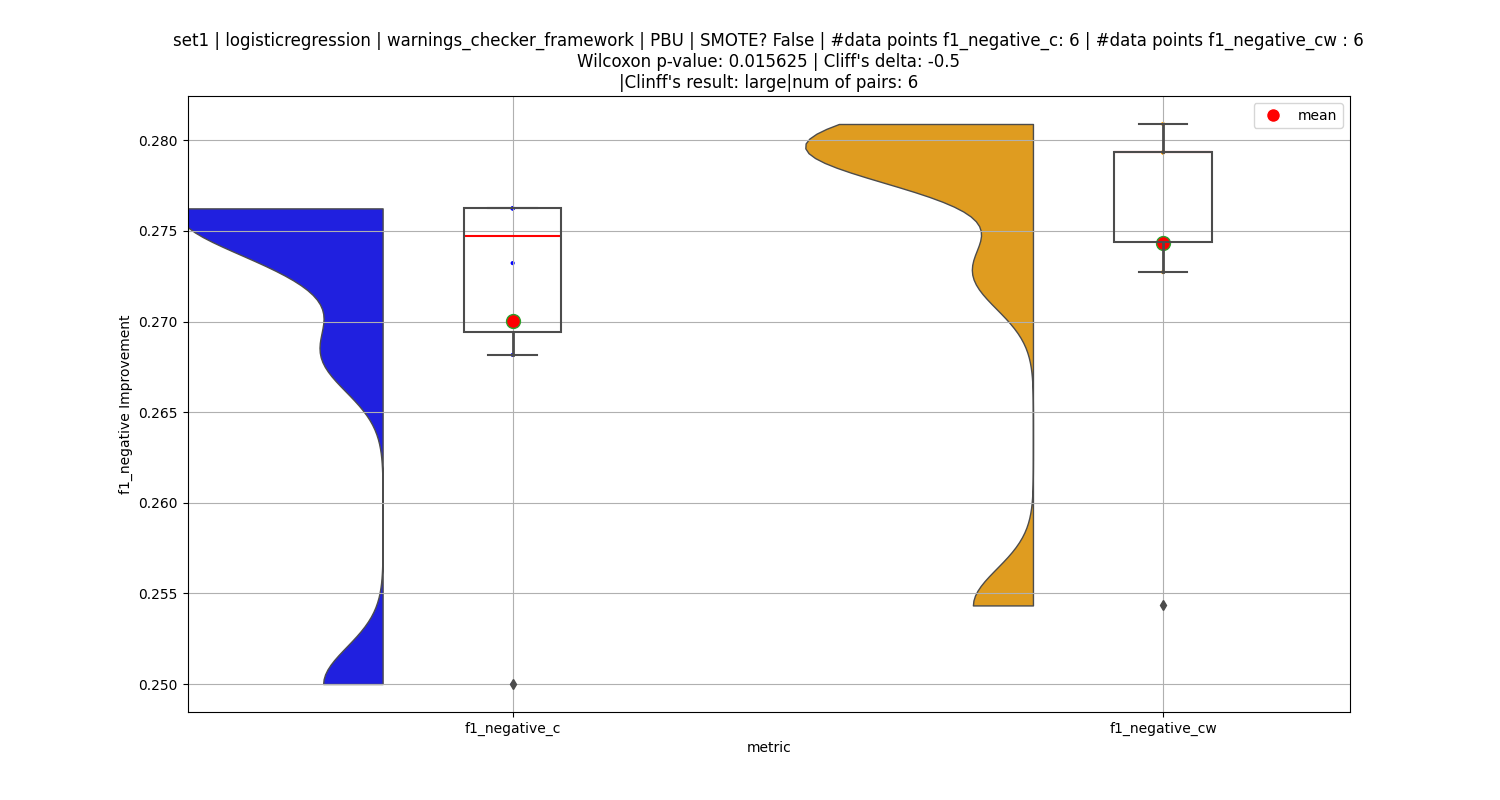 set1 | logisticregression | warnings_checker_framework | PBU | SMOTE? False | #data points f1_negative_c: 6 | #data points f1_negative_cw : 6
Wilcoxon p-value: 0.015625 | Cliff's delta: -0.5
|Clinff's result: large|num of pairs: 6
mean
f1_negative Improvement
0.280
0.275
0.270
0.265
0.260
0.255
0.250
f1_negative_c
f1_negative_cw
metric